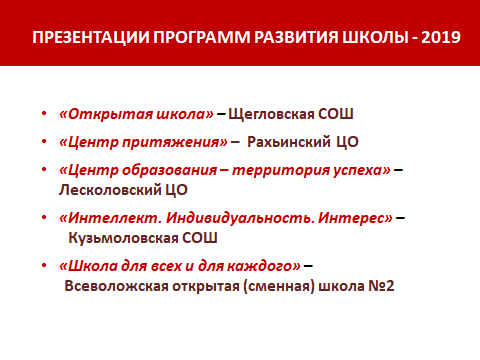 ПРЕЗЕНТАЦИИ ПРОГРАММ РАЗВИТИЯ ШКОЛЫ - 2019
• «Открытая школа» – Щегловская СОШ
• «Центр притяжения» – Рахьинский ЦО
• «Центр образования – территория успеха» –
Лесколовский ЦО
• «Интеллект. Индивидуальность. Интерес» –
Кузьмоловская СОШ
• «Школа для всех и для каждого» –
Всеволожская открытая (сменная) школа №2